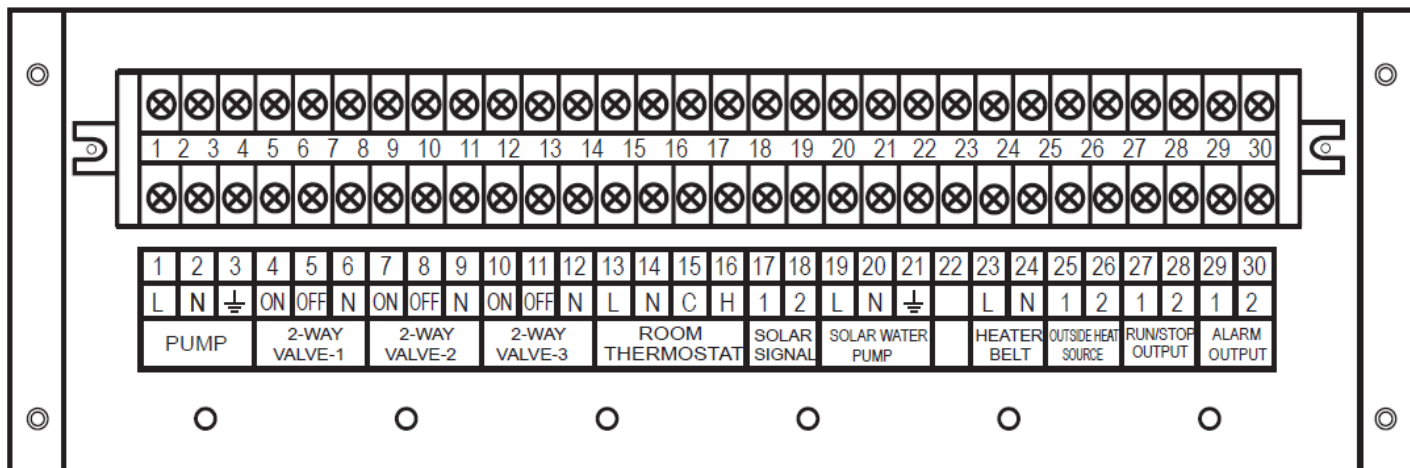 1 2 3 4 5 6 7 8 9 10 11 12 13 14 15 16 17 18 19 20 21 22 23 24 25 26 27 28 29 30
1 2 3 4 5 6 7 8 9 10 11 12 13 14 15 16 17 18 19 20 21 22 23 24 25 26 27 28 29 30
L N ⏚ ON OFF N ON OFF N ON OFF N L N C H 1 2 L N ⏚ L N 1 2 1 2 1 2
PUMP
2-WAY
VALVE-1
2-WAY
VALVE-2
2-WAY
VALVE-3
ROOM
THERMOSTAT
SOLAR
SIGNAL
SOLAR WATER
PUMP
HEATER
BELT
OUTSIDE HEAT
SOURCE
RUN/STOP
OUTPUT
ALARM
OUTPUT